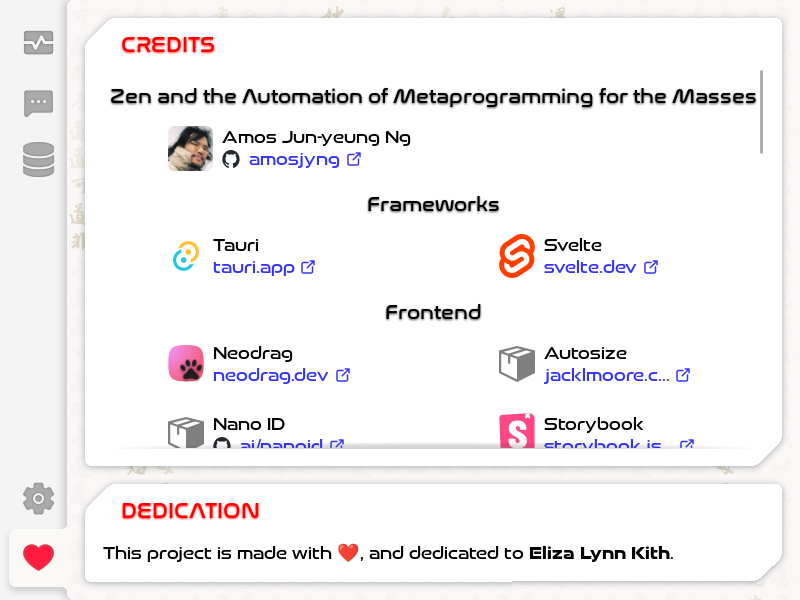 CREDITS
Zen and the Automation of Metaprogramming for the Masses
Amos Jun-yeung Ng
amosjyng
Frameworks
Tauri
tauri.app
Svelte
svelte.dev
Frontend
Neodrag
neodrag.dev
Autosize
jacklmoore.c...
Nano ID
ai/nanoid
Storybook
storybook.js...
DEDICATION
This project is made with ❤️, and dedicated to Eliza Lynn Kith.